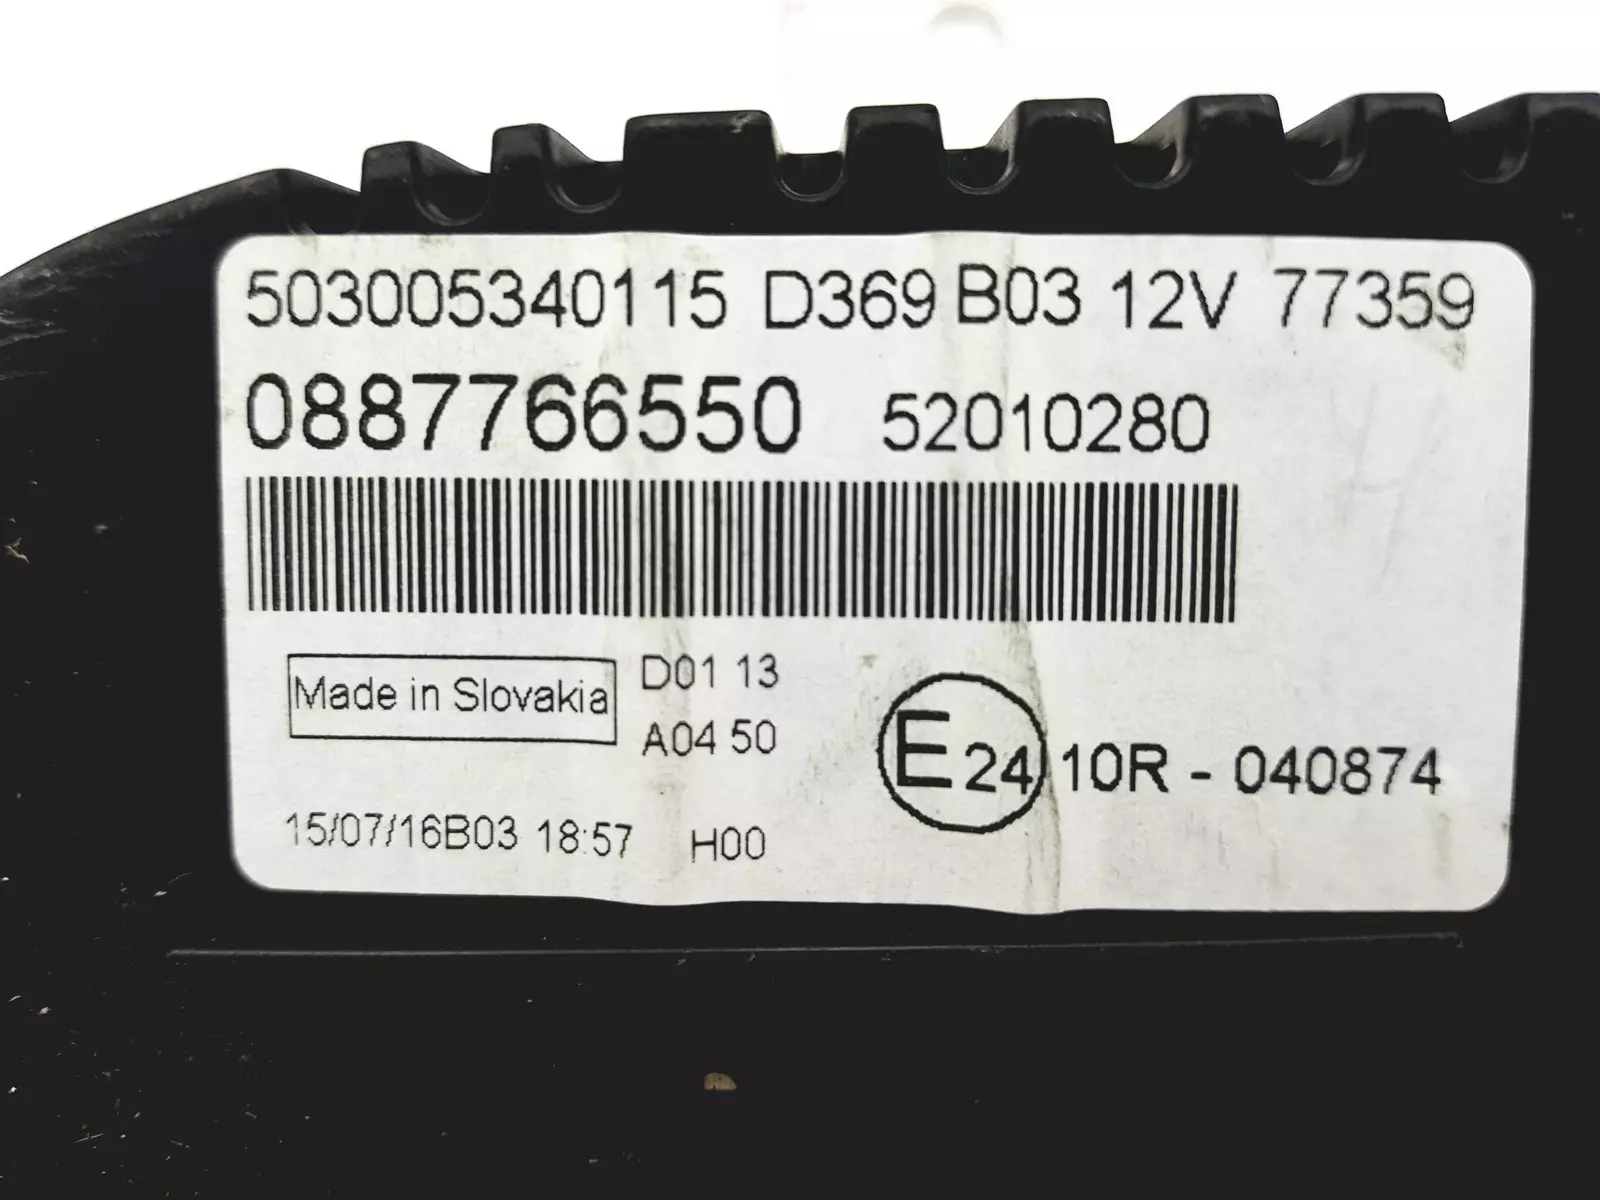 503005340115 D369 B03 12V 77359
0887766550 52010280
Made in Slovakia
D01 13
A04 50
E24 10R - 040874
15/07/16B03 18:57 H00